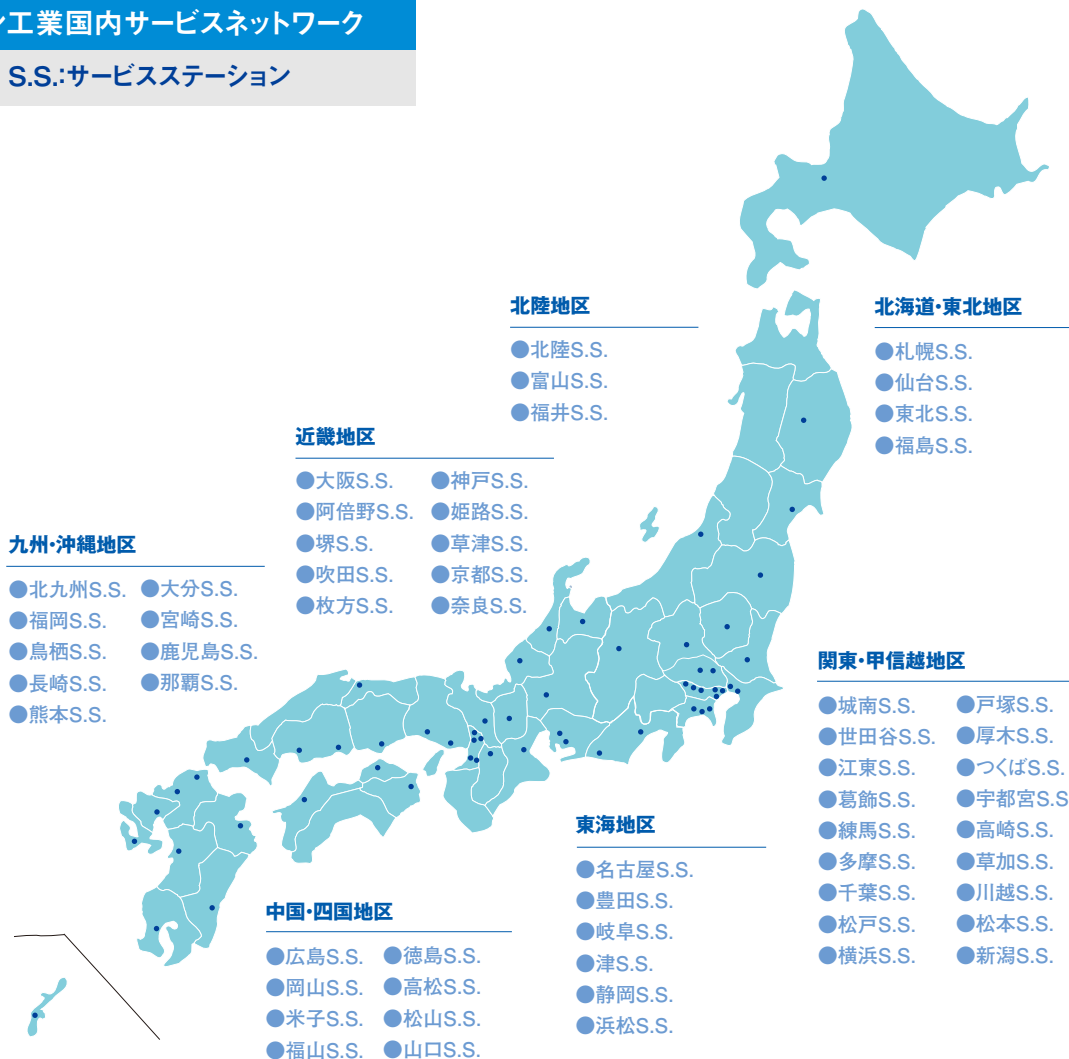 工業国内サービスネットワーク
S.S.:サービスステーション
北陸地区
●北陸S.S.
●富山S.S.
●福井S.S.
北海道・東北地区
●札幌S.S.
●仙台S.S.
●東北S.S.
●福島S.S.
近畿地区
●大阪S.S. ●神戸S.S.
●阿倍野S.S. ●姫路S.S.
●堺S.S. ●草津S.S.
●吹田S.S. ●京都S.S.
●枚方S.S. ●奈良S.S.
九州・沖縄地区
●北九州S.S. ●大分S.S.
●福岡S.S. ●宮崎S.S.
●鳥栖S.S. ●鹿児島S.S.
●長崎S.S. ●那覇S.S.
●熊本S.S.
関東・甲信越地区
●城南S.S. ●戸塚S.S.
●世田谷S.S. ●厚木S.S.
●江東S.S. ●つくばS.S.
●葛飾S.S. ●宇都宮S.S
●練馬S.S. ●高崎S.S.
●多摩S.S. ●草加S.S.
●千葉S.S. ●川越S.S.
●松戸S.S. ●松本S.S.
●横浜S.S. ●新潟S.S.
東海地区
●名古屋S.S.
●豊田S.S.
●岐阜S.S.
●津S.S.
●静岡S.S.
●浜松S.S.
中国・四国地区
●広島S.S. ●徳島S.S.
●岡山S.S. ●高松S.S.
●米子S.S. ●松山S.S.
●福山S.S. ●山口S.S.